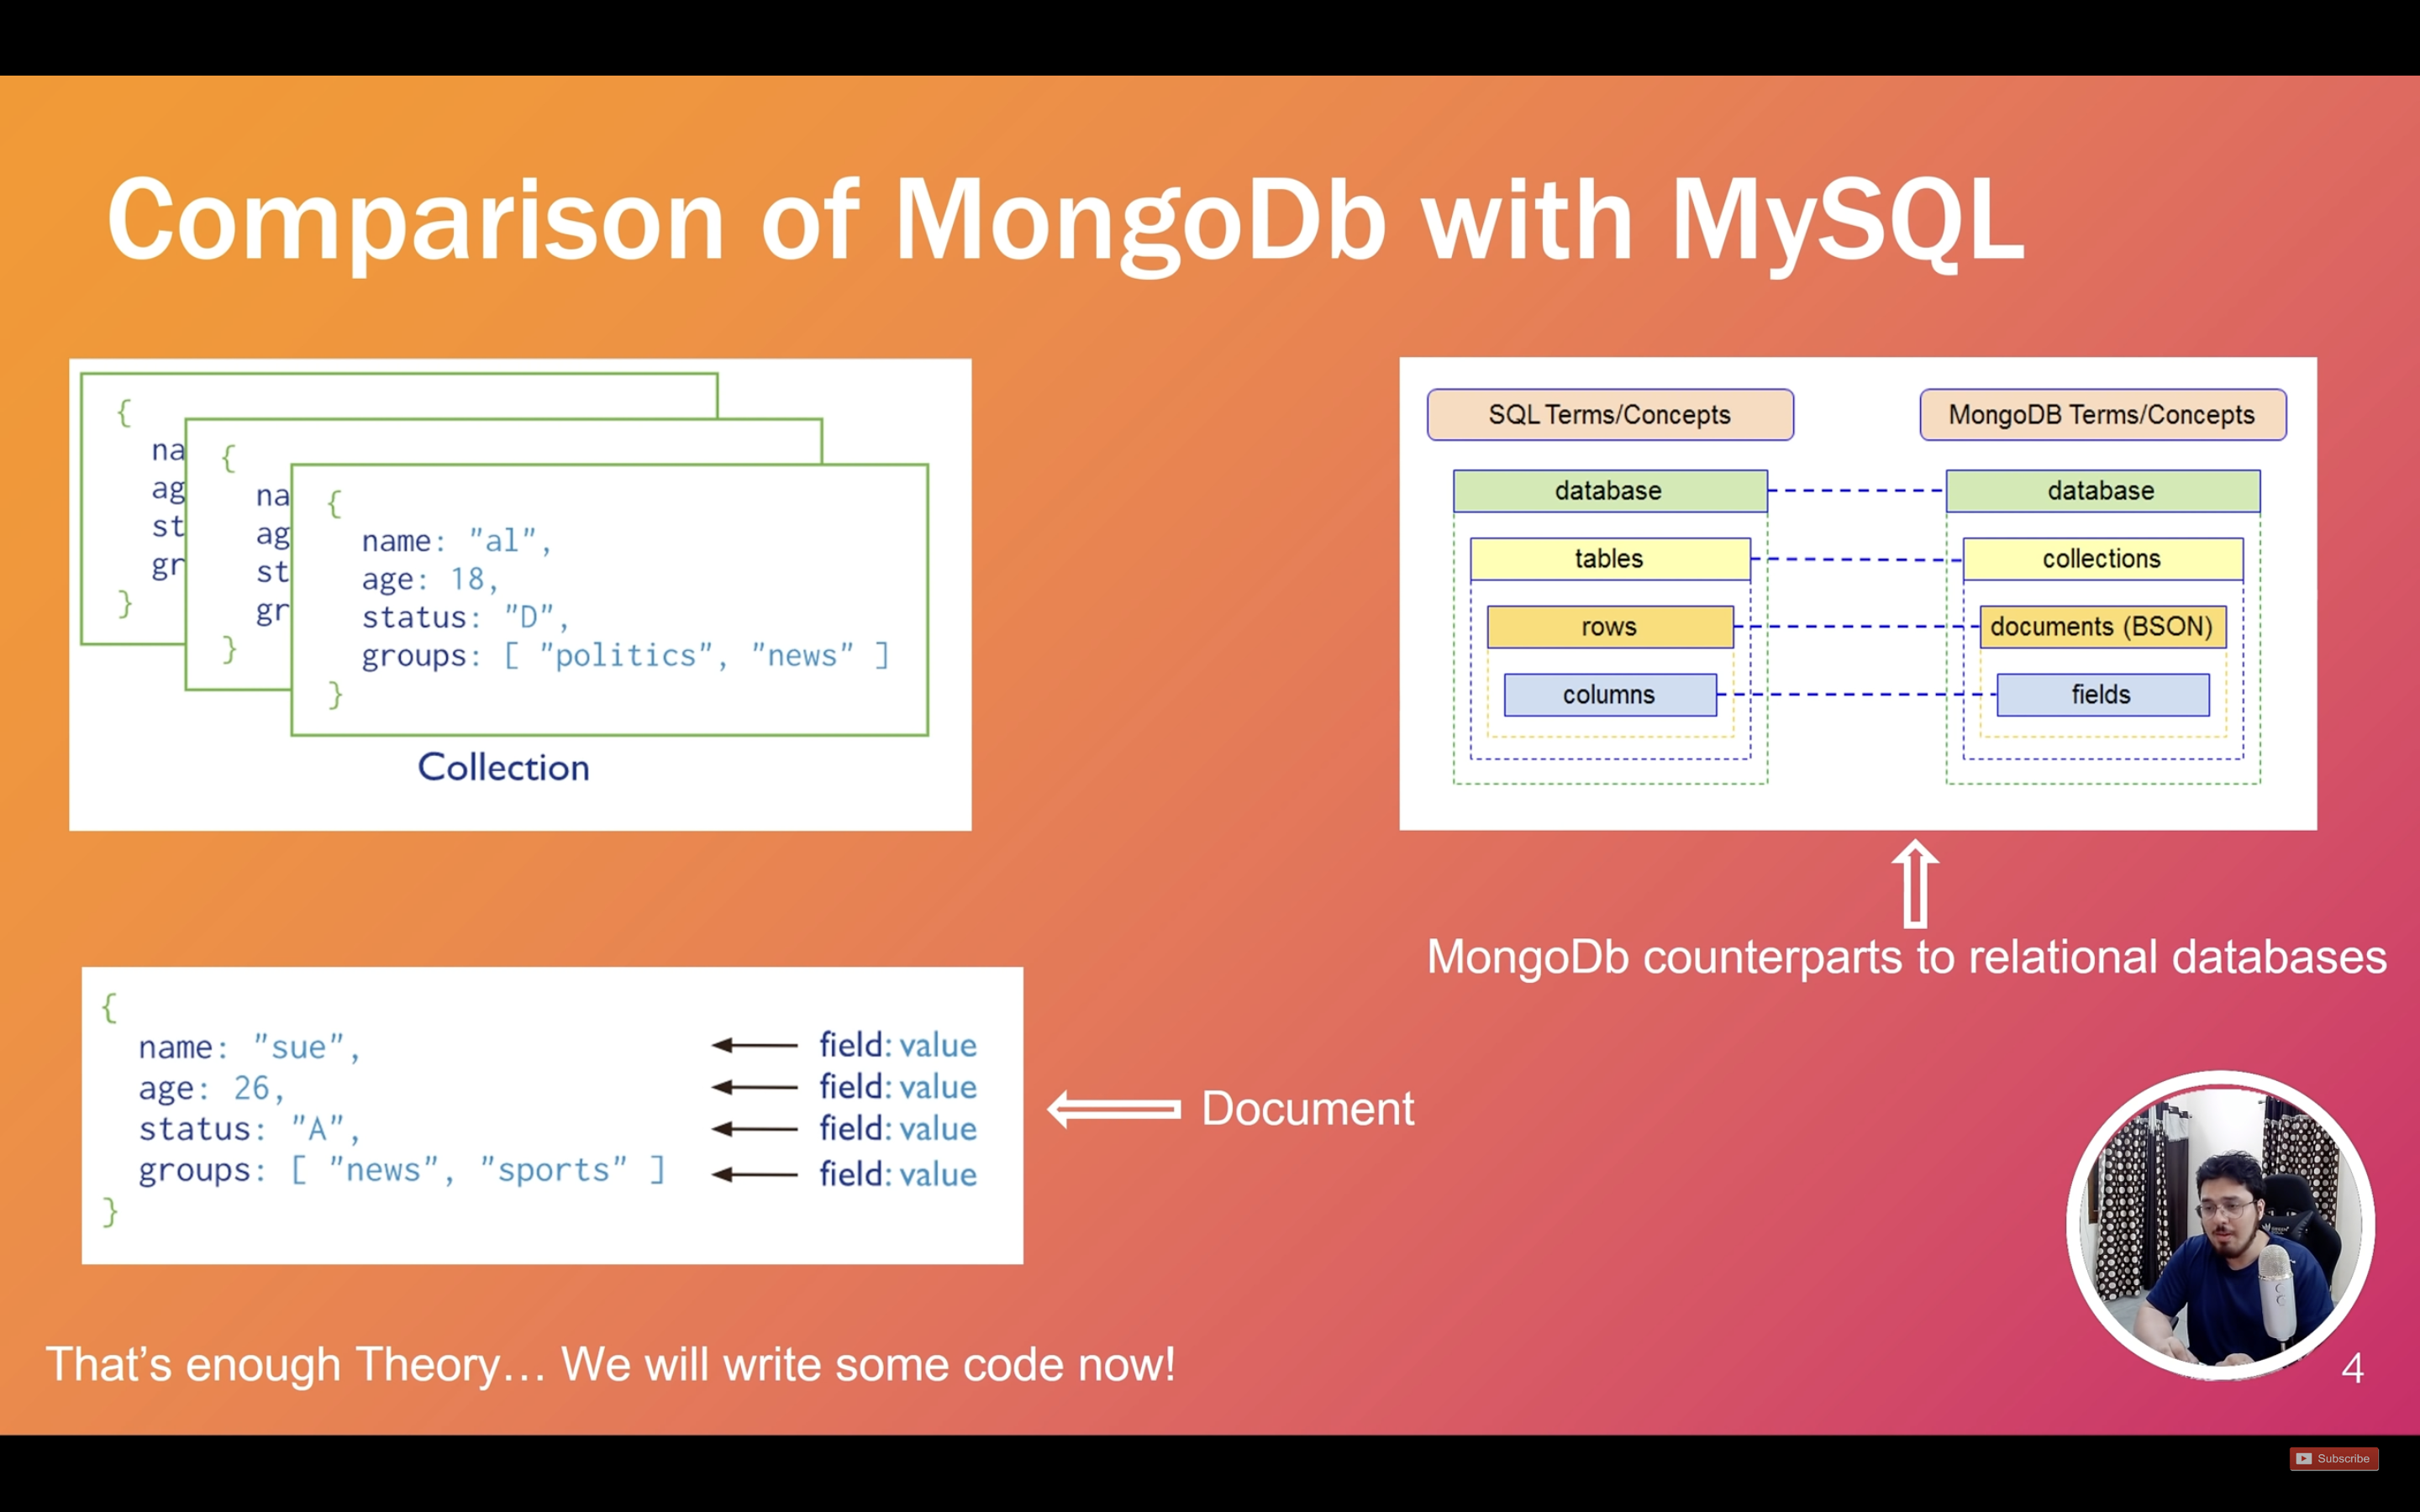 Comparison of MongoDb with MySQL
{
na
ag
st
gr
}
{
na
ag
st
gr
}
{
name: "al",
age: 18,
status: "D",
groups: [ "politics", "news" ]
}
Collection
SQL Terms/Concepts
MongoDB Terms/Concepts
database
database
tables
collections
rows
documents (BSON)
columns
fields
MongoDb counterparts to relational databases
{
name: "sue",
age: 26,
status: "A",
groups: [ "news", "sports" ]
}
field: value
field: value
field: value
field: value
Document
That's enough Theory... We will write some code now!
4
Subscribe